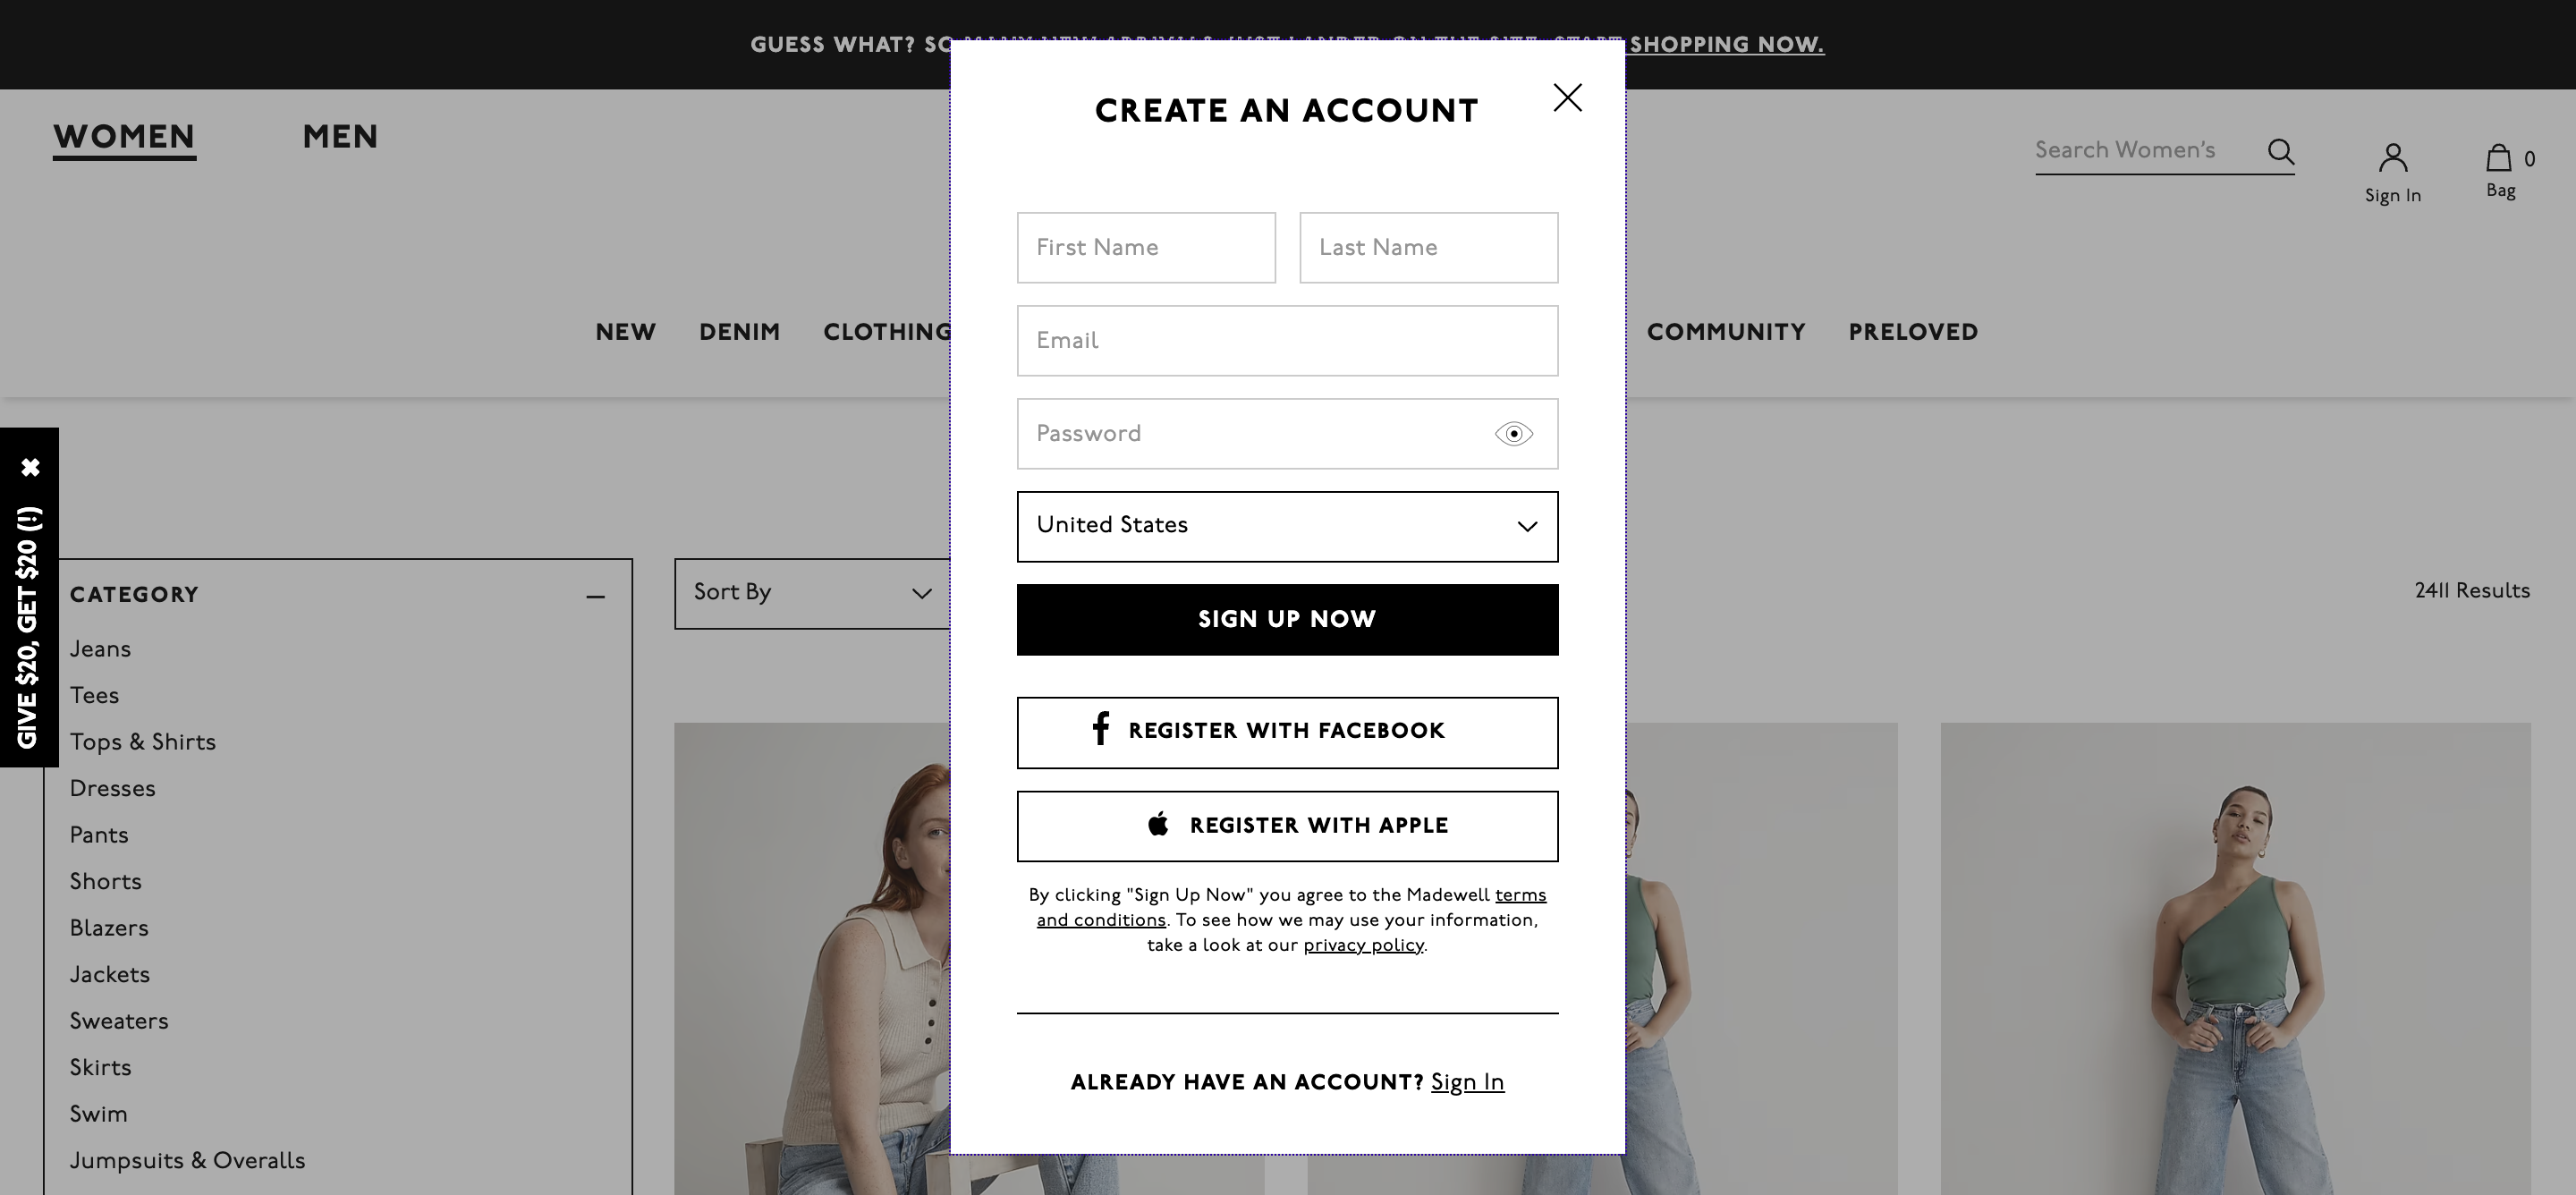 GUESS WHAT? SHOPPING NOW.
WOMEN
MEN
Search Women's
Sign In
Bag
0
NEW
DENIM
CLOTHING
COMMUNITY
PRELOVED
GIVE $20, GET $20 (!)
CATEGORY
Jeans
Tees
Tops & Shirts
Dresses
Pants
Shorts
Blazers
Jackets
Sweaters
Skirts
Swim
Jumpsuits & Overalls
Sort By
2411 Results
CREATE AN ACCOUNT
First Name
Last Name
Email
Password
United States
SIGN UP NOW
REGISTER WITH FACEBOOK
REGISTER WITH APPLE
By clicking "Sign Up Now" you agree to the Madewell terms
and conditions. To see how we may use your information,
take a look at our privacy policy.
ALREADY HAVE AN ACCOUNT? Sign In